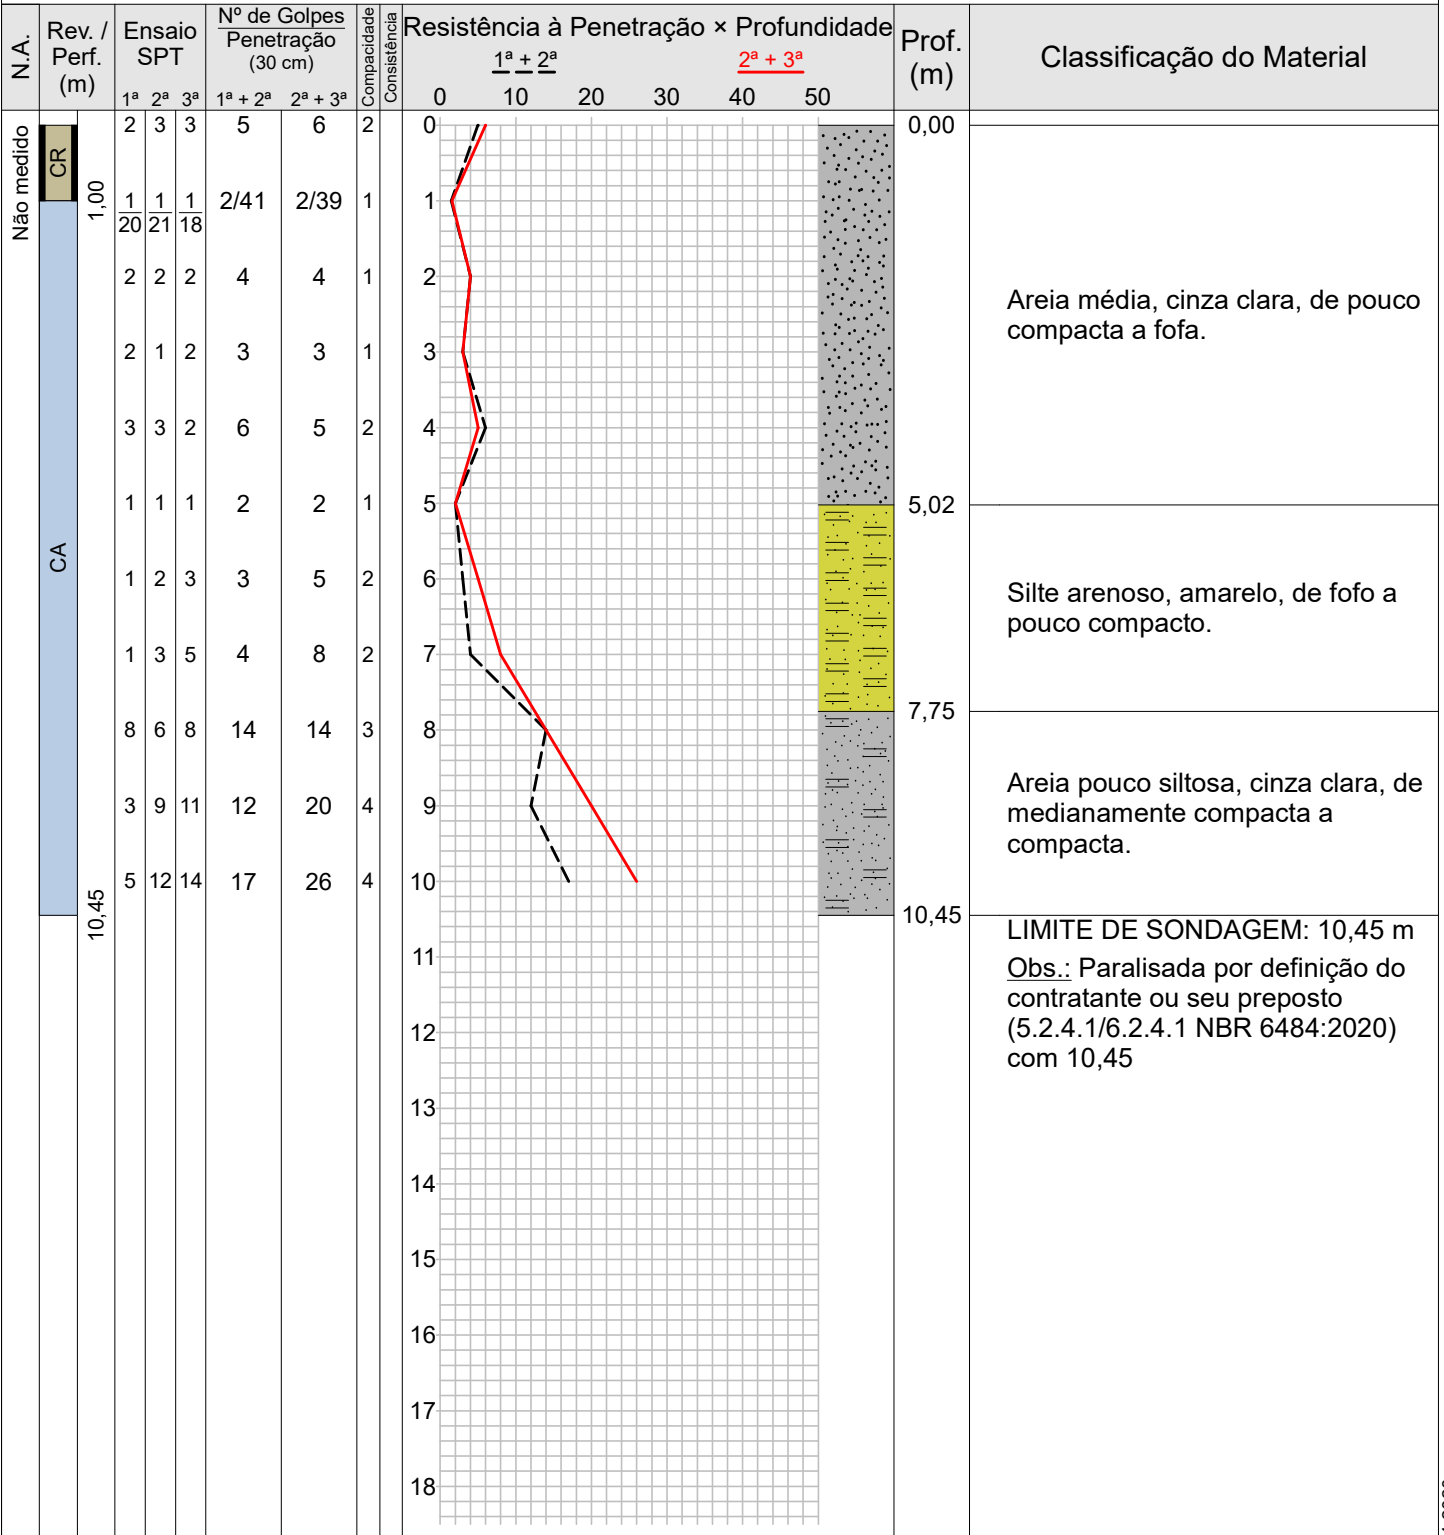 N.A.
Rev. /
Perf.
(m)
Ensaio
SPT
1ª 2ª 3ª
Nº de Golpes
Penetração
(30 cm)
1ª + 2ª 2ª + 3ª
Compacidade
Consistência
Resistência à Penetração × Profundidade
1ª + 2ª 2ª + 3ª
0 10 20 30 40 50
Prof.
(m)
Classificação do Material
Não medido
CR
1,00
CA
10,45
2 3 3 5 6 2 0 0,00
1/20 1/21 1/18 2/41 2/39 1 1
2 2 2 4 4 1 2
Areia média, cinza clara, de pouco
compacta a fofa.
2 1 2 3 3 1 3
3 3 2 6 5 2 4
1 1 1 2 2 1 5 5,02
1 2 3 3 5 2 6
Silte arenoso, amarelo, de fofo a
pouco compacto.
1 3 5 4 8 2 7
7,75
8 6 8 14 14 3 8
Areia pouco siltosa, cinza clara, de
medianamente compacta a
compacta.
3 9 11 12 20 4 9
5 12 14 17 26 4 10
10,45
LIMITE DE SONDAGEM: 10,45 m
Obs.: Paralisada por definição do
contratante ou seu preposto
(5.2.4.1/6.2.4.1 NBR 6484:2020)
com 10,45
11
12
13
14
15
16
17
18